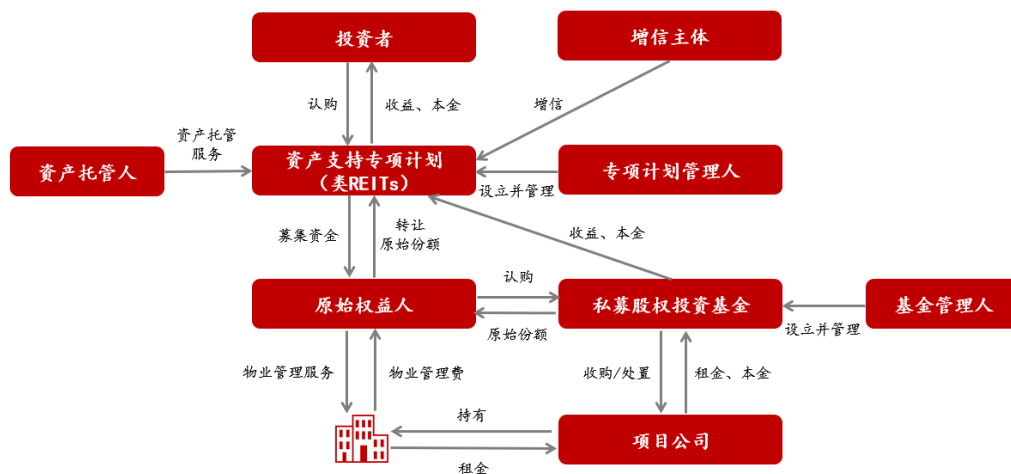 投资者
增信主体
认购
收益、本金
增信
资产托管
服务
资产托管人
资产支持专项计划
（类REITs）
专项计划管理人
设立并管理
募集资金
转让
原始份额
收益、本金
认购
原始权益人
私募股权投资基金
基金管理人
原始份额
设立并管理
物业管理服务
物业管理费
收购/处置
租金、本金
持有
项目公司
租金